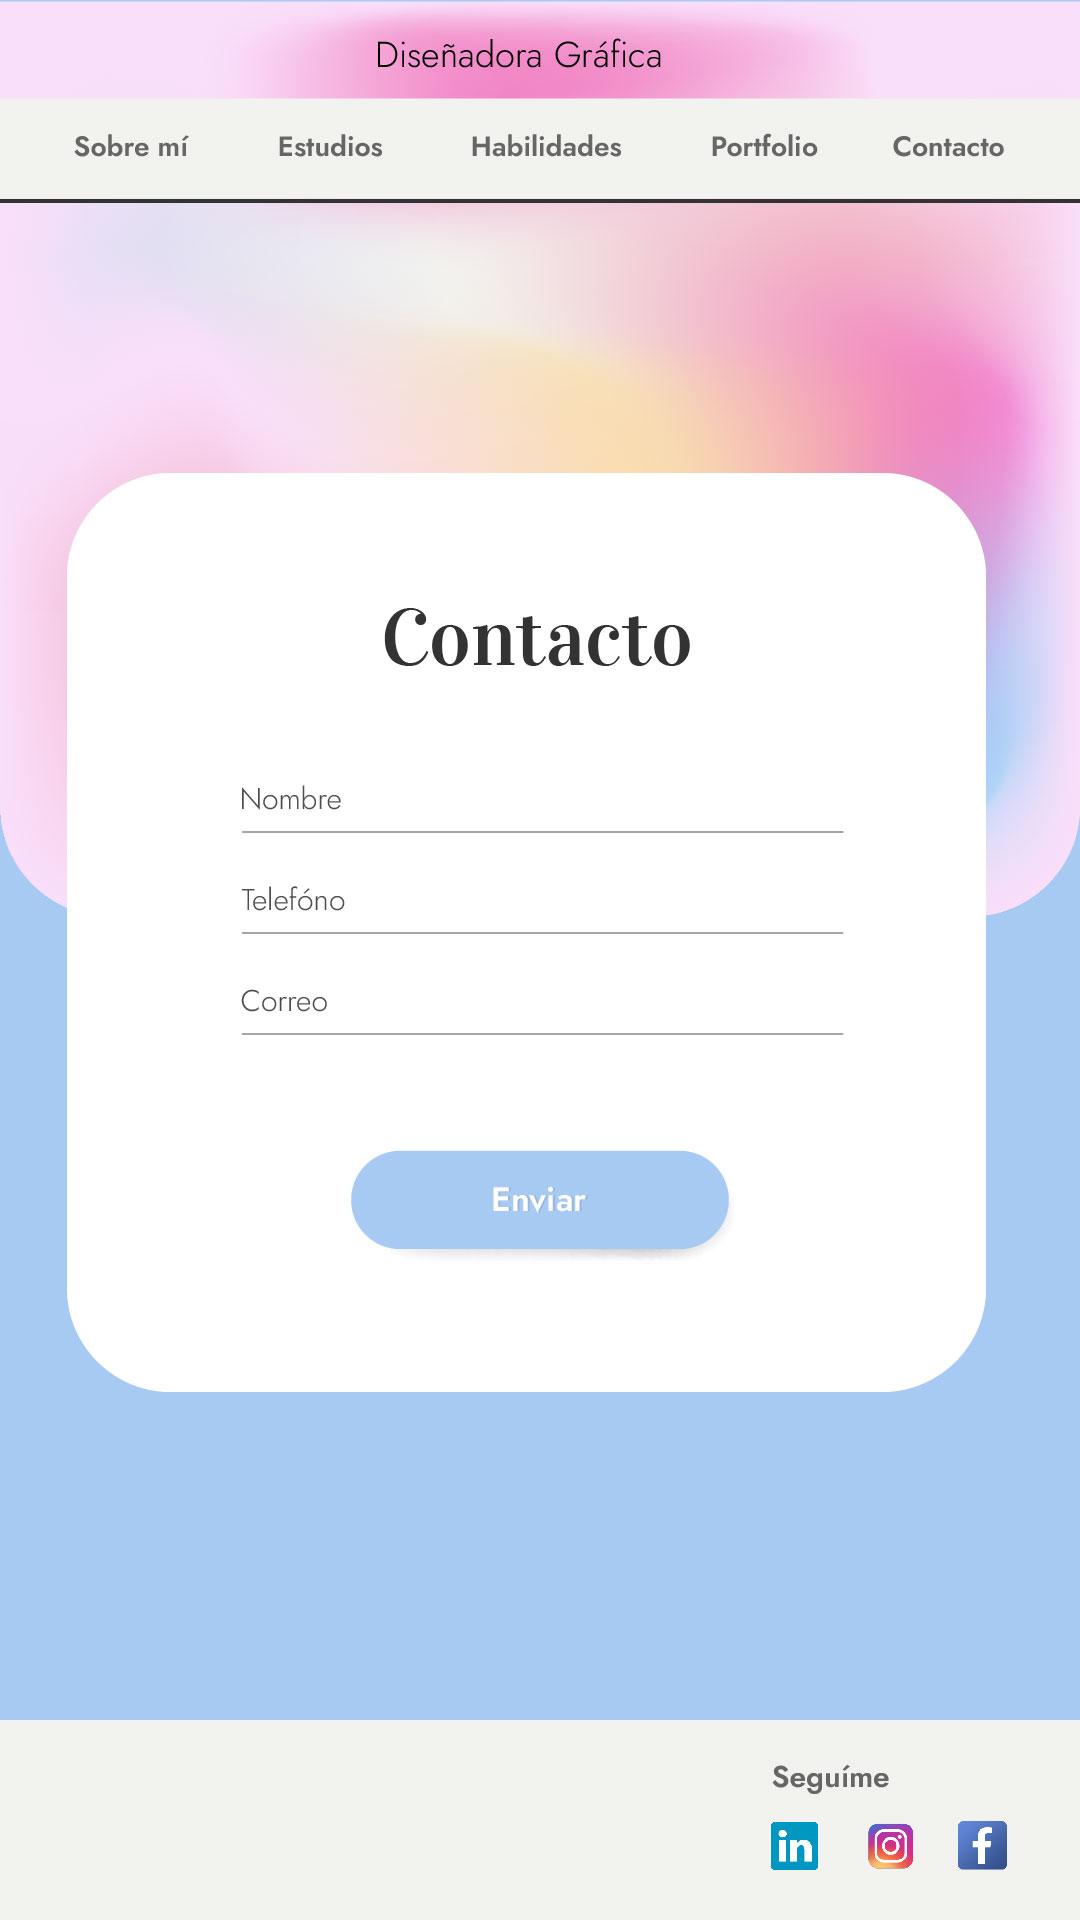 Diseñadora Gráfica
Sobre mí Estudios Habilidades Portfolio Contacto
Contacto
Nombre
Telefóno
Correo
Enviar
Seguíme
in f